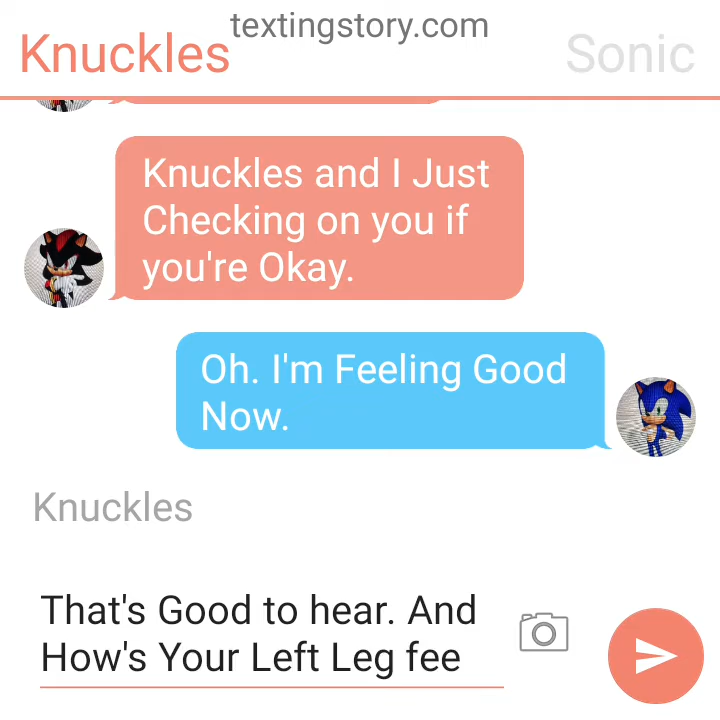 textingstory.com
Knuckles
Sonic
Knuckles and I Just
Checking on you if
you're Okay.
Oh. I'm Feeling Good
Now.
Knuckles
That's Good to hear. And
How's Your Left Leg fee